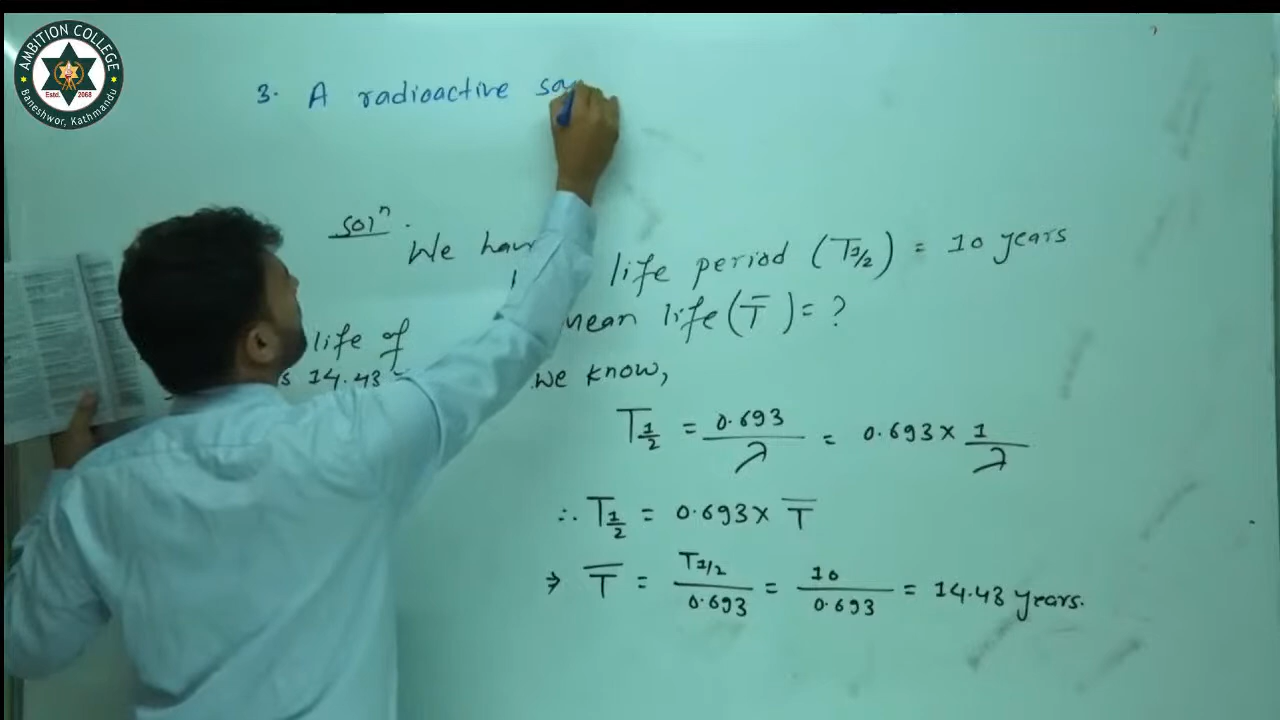 AMBITION COLLEGE
Estd. 2068
Baneshwor, Kathmandu
3. A radioactive
solⁿ.
We have
life period (T1/2) = 10 years
mean life (T̅) = ?
life of
14.43
we know,
T1/2 = 0.693/λ = 0.693 × 1/λ
∴ T1/2 = 0.693 × T̅
⇒ T̅ = T1/2 / 0.693 = 10/0.693 = 14.43 years.